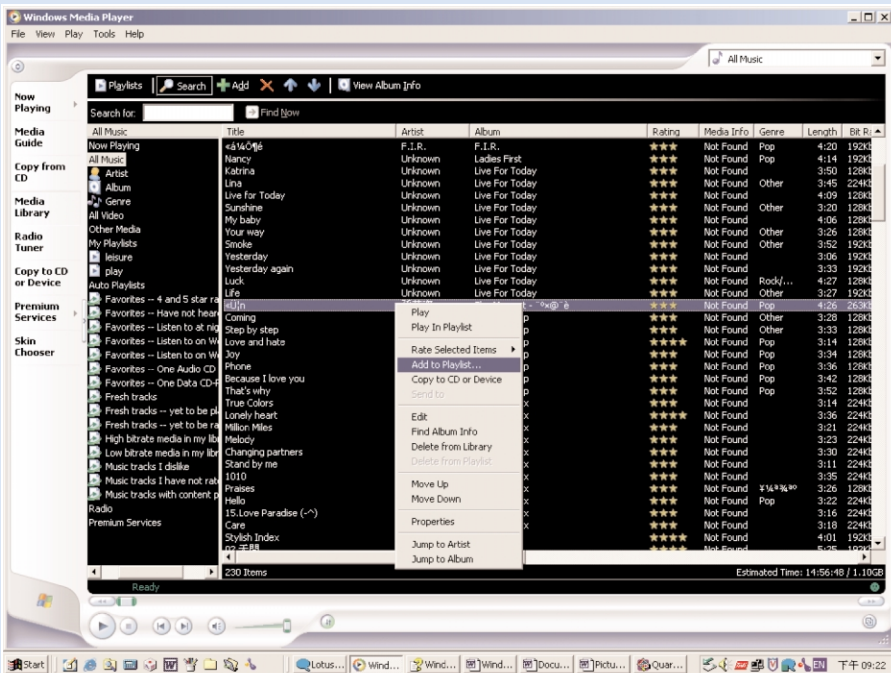 Windows Media Player
File View Play Tools Help
All Music
Playlists Search Add View Album Info
Search for: Find Now
Now Playing
Media Guide
Copy from CD
Media Library
Radio Tuner
Copy to CD or Device
Premium Services
Skin Chooser
All Music
Now Playing
All Music
Artist
Album
Genre
All Video
Other Media
My Playlists
leisure
play
Auto Playlists
Favorites -- 4 and 5 star ra
Favorites -- Have not hear
Favorites -- Listen to at nig
Favorites -- Listen to on W
Favorites -- Listen to on W
Favorites -- One Audio CD
Favorites -- One Data CD-R
Fresh tracks
Fresh tracks -- yet to be pl
Fresh tracks -- yet to be ra
High bitrate media in my lib
Low bitrate media in my libr
Music tracks I dislike
Music tracks I have not rat
Music tracks with content p
Radio
Premium Services
Title Artist Album Rating Media Info Genre Length Bit Ra
F.I.R. F.I.R. Not Found Pop 4:20 192Kb
Nancy Unknown Ladies First Not Found Pop 4:14 192Kb
Katrina Unknown Live For Today Not Found 3:50 128Kb
Lina Unknown Live For Today Not Found Other 3:45 224Kb
Live for Today Unknown Live For Today Not Found 4:09 128Kb
Sunshine Unknown Live For Today Not Found Other 3:20 128Kb
My baby Unknown Live For Today Not Found 4:06 128Kb
Your way Unknown Live For Today Not Found Other 3:26 128Kb
Smoke Unknown Live For Today Not Found Other 3:52 192Kb
Yesterday Unknown Live For Today Not Found 3:06 192Kb
Yesterday again Unknown Live For Today Not Found 3:33 192Kb
Luck Unknown Live For Today Not Found Rock/... 4:27 128Kb
Life Unknown Live For Today Not Found Other 3:27 192Kb
Not Found Pop 4:26 263Kb
Coming p Not Found Other 3:28 128Kb
Step by step p Not Found Other 3:33 128Kb
Love and hate p Not Found Pop 3:14 128Kb
Joy p Not Found Pop 3:34 128Kb
Phone p Not Found Pop 3:36 128Kb
Because I love you p Not Found Pop 3:42 128Kb
That's why p Not Found Pop 3:52 128Kb
True Colors x Not Found 3:14 224Kb
Lonely heart x Not Found 3:36 224Kb
Million Miles x Not Found 3:21 224Kb
Melody x Not Found 3:23 224Kb
Changing partners x Not Found 3:30 224Kb
Stand by me x Not Found 3:11 224Kb
1010 x Not Found 3:35 224Kb
Praises x Not Found 3:26 128Kb
Hello x Not Found Pop 3:22 224Kb
15.Love Paradise (-^) x Not Found 3:16 224Kb
Care x Not Found 3:18 224Kb
Stylish Index Not Found 4:01 192Kb
Not Found 5:25 192Kb
Play
Play In Playlist
Rate Selected Items
Add to Playlist...
Copy to CD or Device
Send to
Edit
Find Album Info
Delete from Library
Delete from Playlist
Move Up
Move Down
Properties
Jump to Artist
Jump to Album
230 Items Estimated Time: 14:56:48 / 1.10GB
Ready
Start Lotus... Wind... Wind... Wind... Docu... Pictu... Quar... EN 下午 09:22